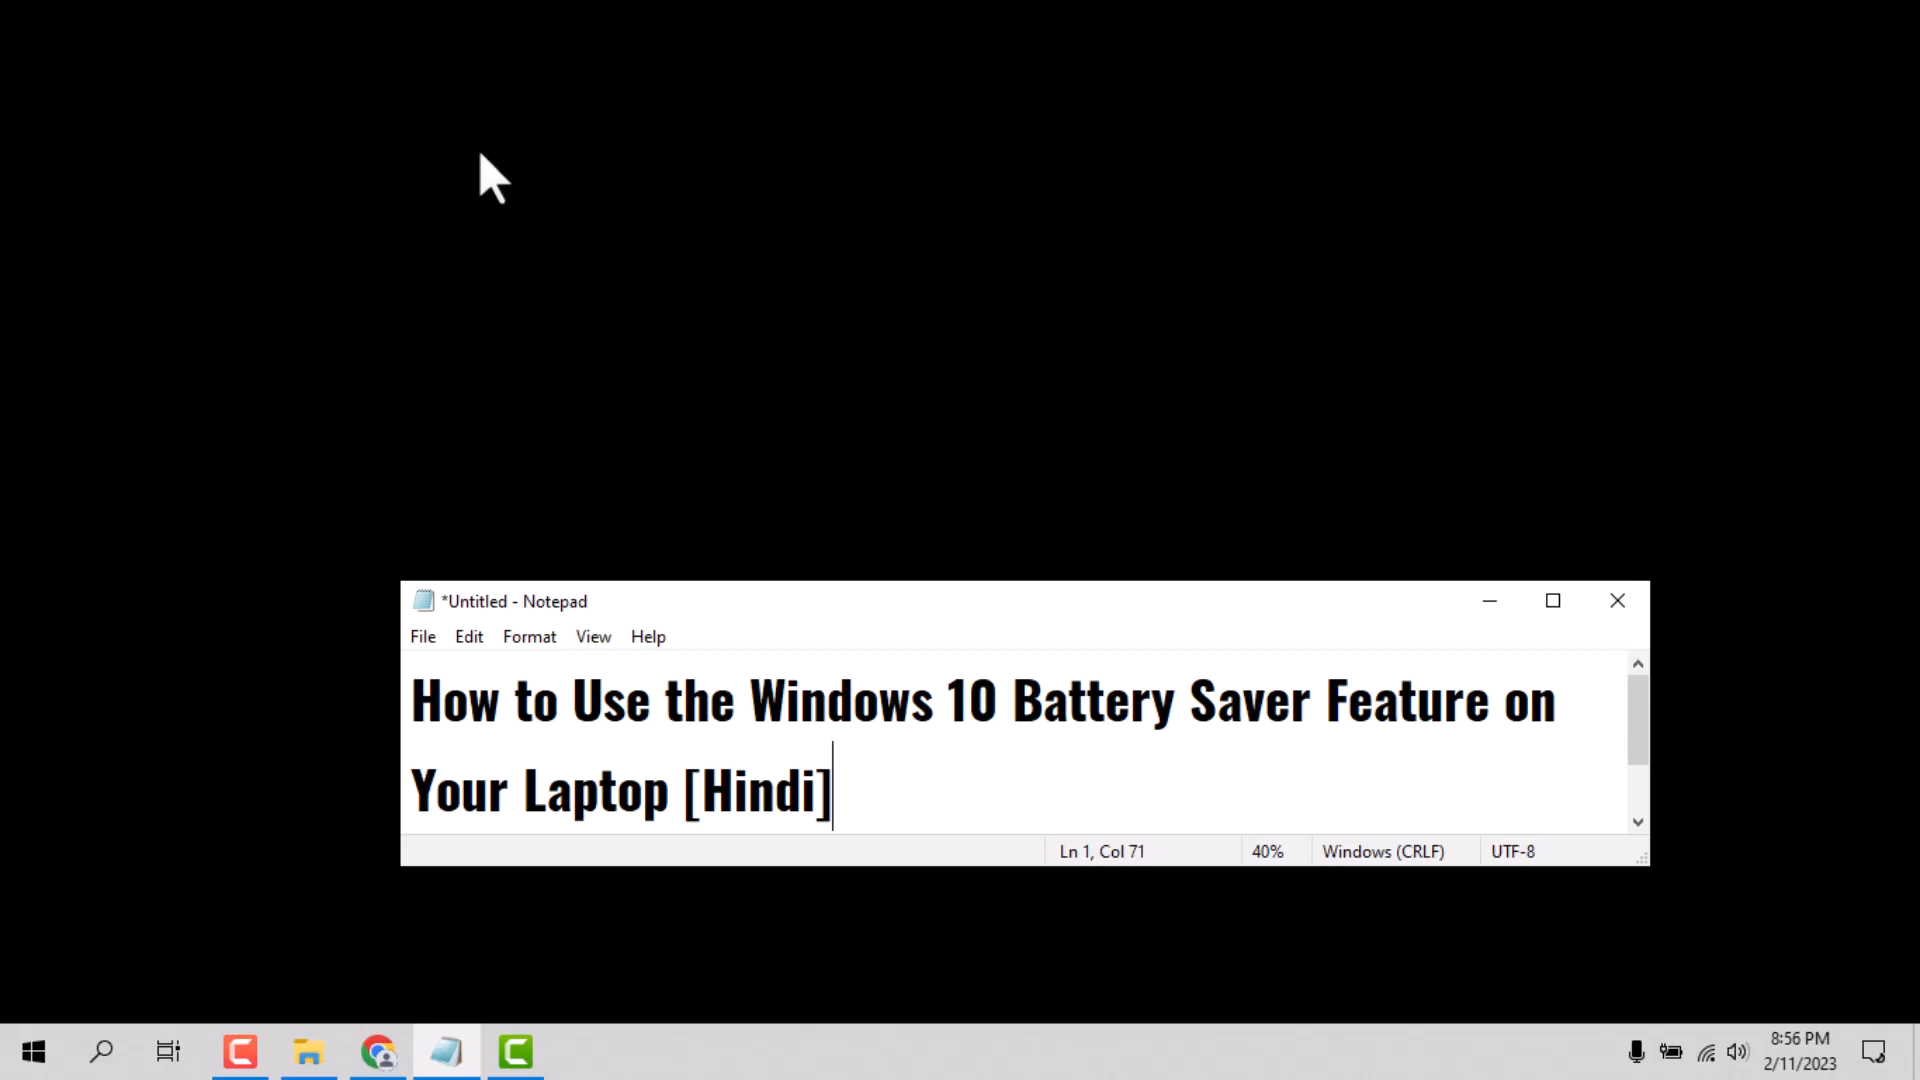 *Untitled - Notepad
File Edit Format View Help
How to Use the Windows 10 Battery Saver Feature on
Your Laptop [Hindi]
Ln 1, Col 71 40% Windows (CRLF) UTF-8
8:56 PM
2/11/2023